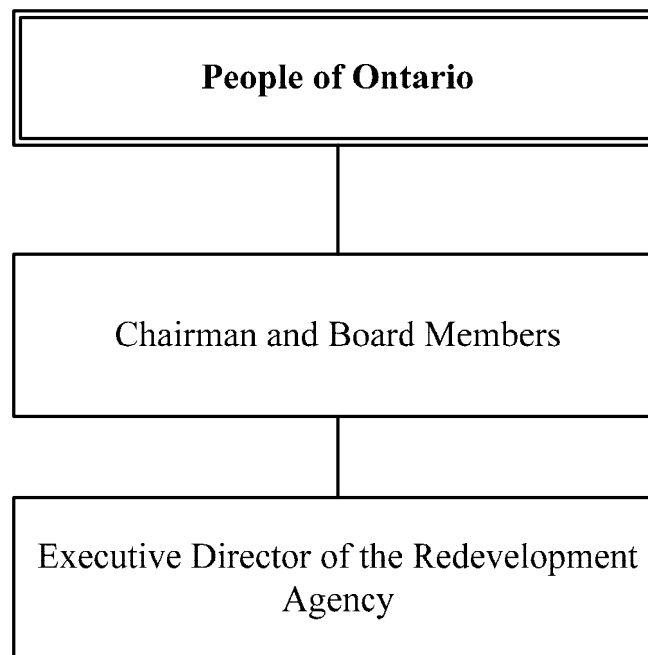 People of Ontario
Chairman and Board Members
Executive Director of the Redevelopment
Agency